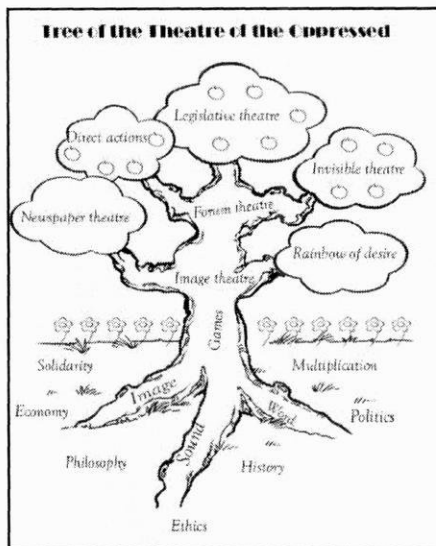 Tree of the Theatre of the Oppressed
Legislative theatre
Direct actions
Invisible theatre
Forum theatre
Newspaper theatre
Rainbow of desire
Image theatre
Games
Solidarity
Multiplication
Image
Economy
Word
Politics
Sound
Philosophy
History
Ethics